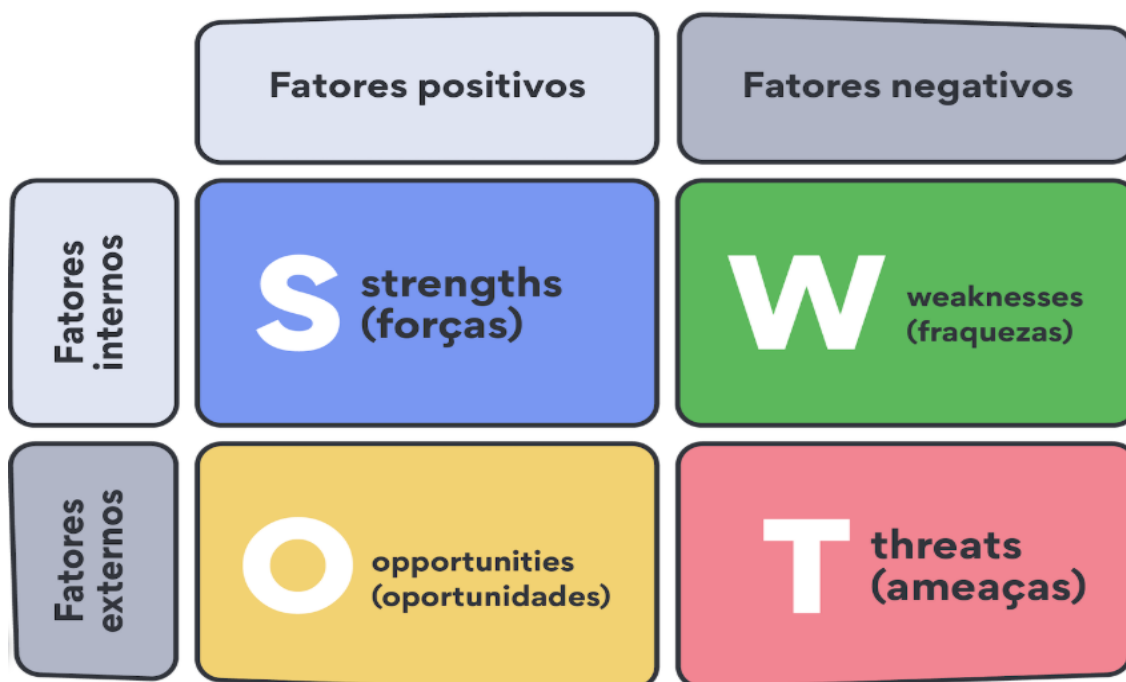 Fatores positivos
Fatores negativos
Fatores
internos
S
strengths
(forças)
W
weaknesses
(fraquezas)
Fatores
externos
O
opportunities
(oportunidades)
T
threats
(ameaças)